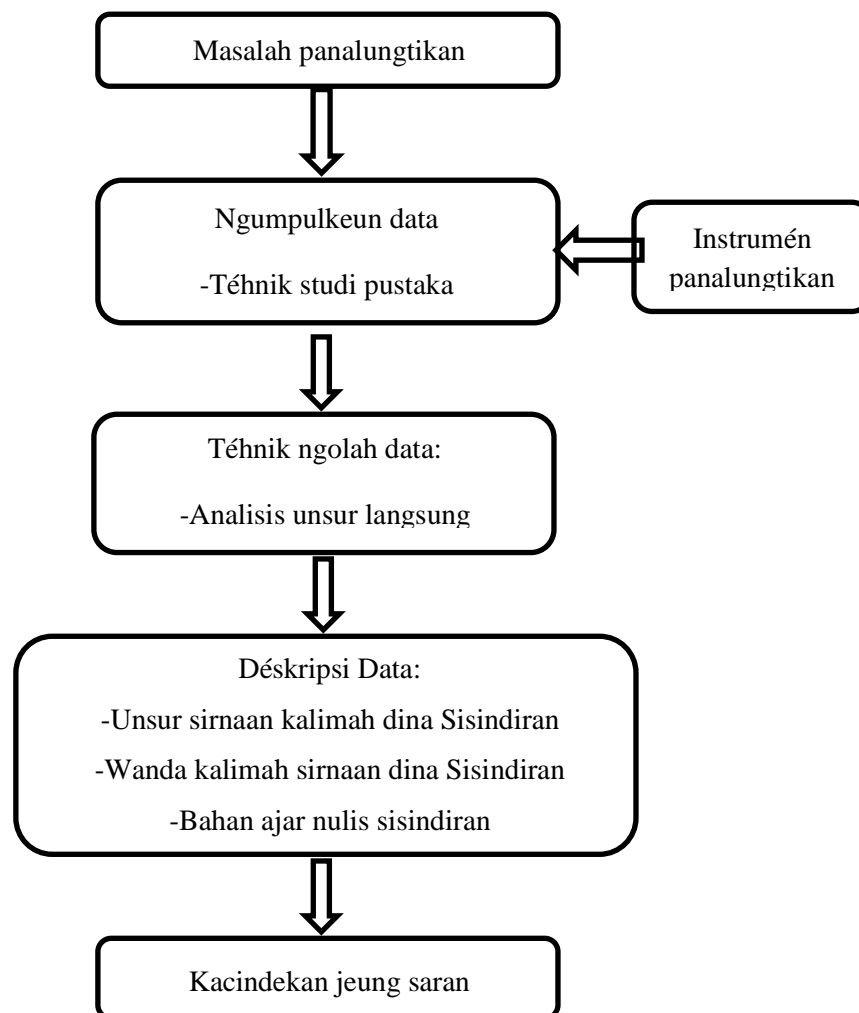 Masalah panalungtikan
Ngumpulkeun data
-Téhnik studi pustaka
Instrumén
panalungtikan
Téhnik ngolah data:
-Analisis unsur langsung
Déskripsi Data:
-Unsur sirnaan kalimah dina Sisindiran
-Wanda kalimah sirnaan dina Sisindiran
-Bahan ajar nulis sisindiran
Kacindekan jeung saran